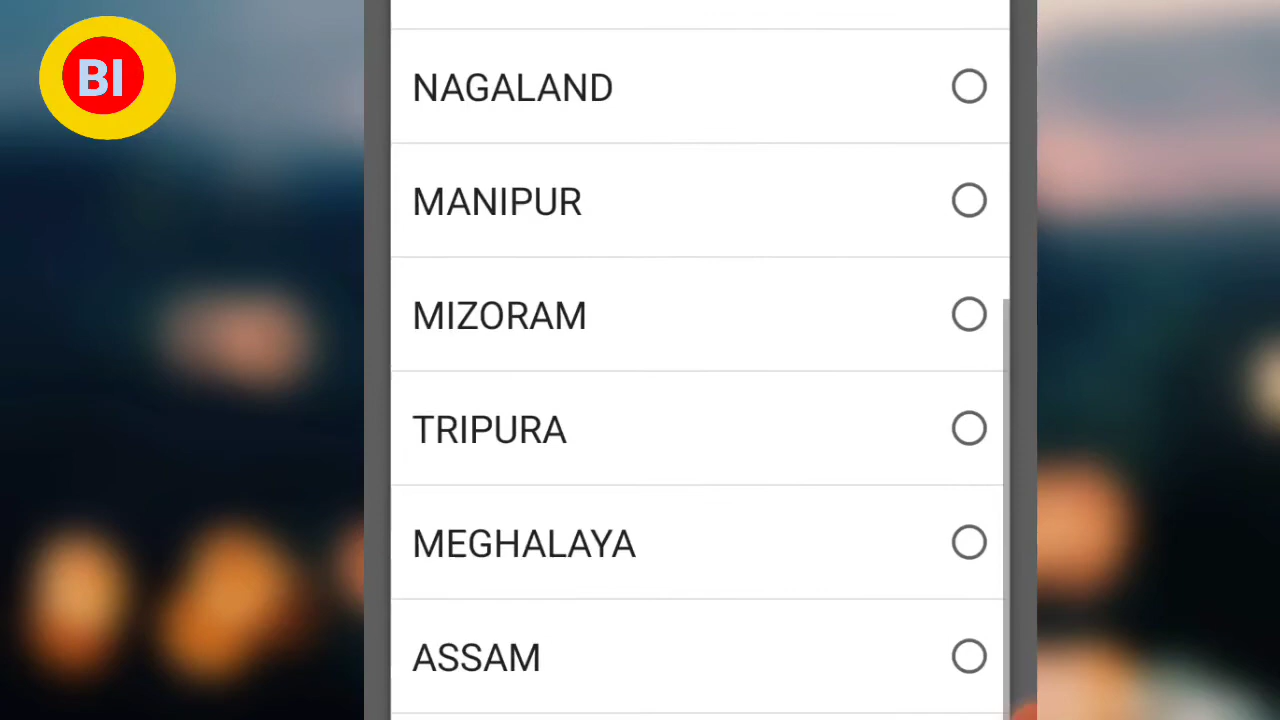 BI
NAGALAND
MANIPUR
MIZORAM
TRIPURA
MEGHALAYA
ASSAM